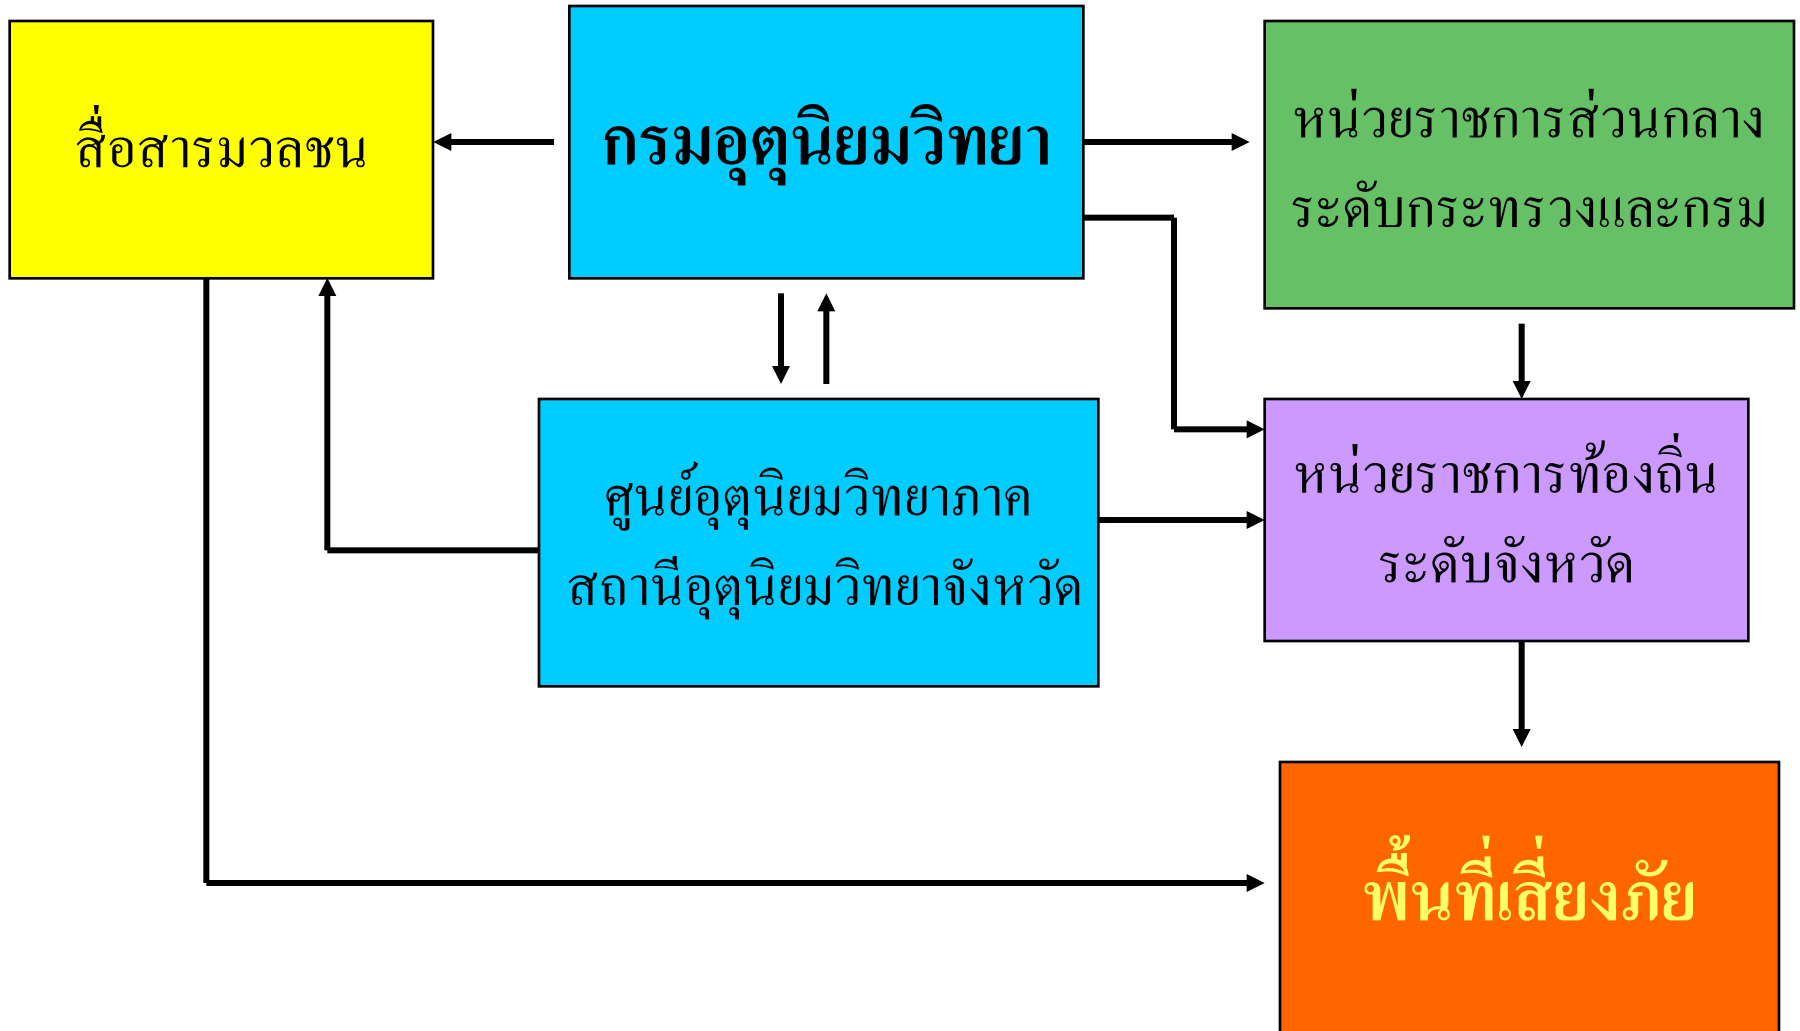 สื่อสารมวลชน
กรมอุตุนิยมวิทยา
หน่วยราชการส่วนกลาง
ระดับกระทรวงและกรม
ศูนย์อุตุนิยมวิทยาภาค
สถานีอุตุนิยมวิทยาจังหวัด
หน่วยราชการท้องถิ่น
ระดับจังหวัด
พื้นที่เสี่ยงภัย